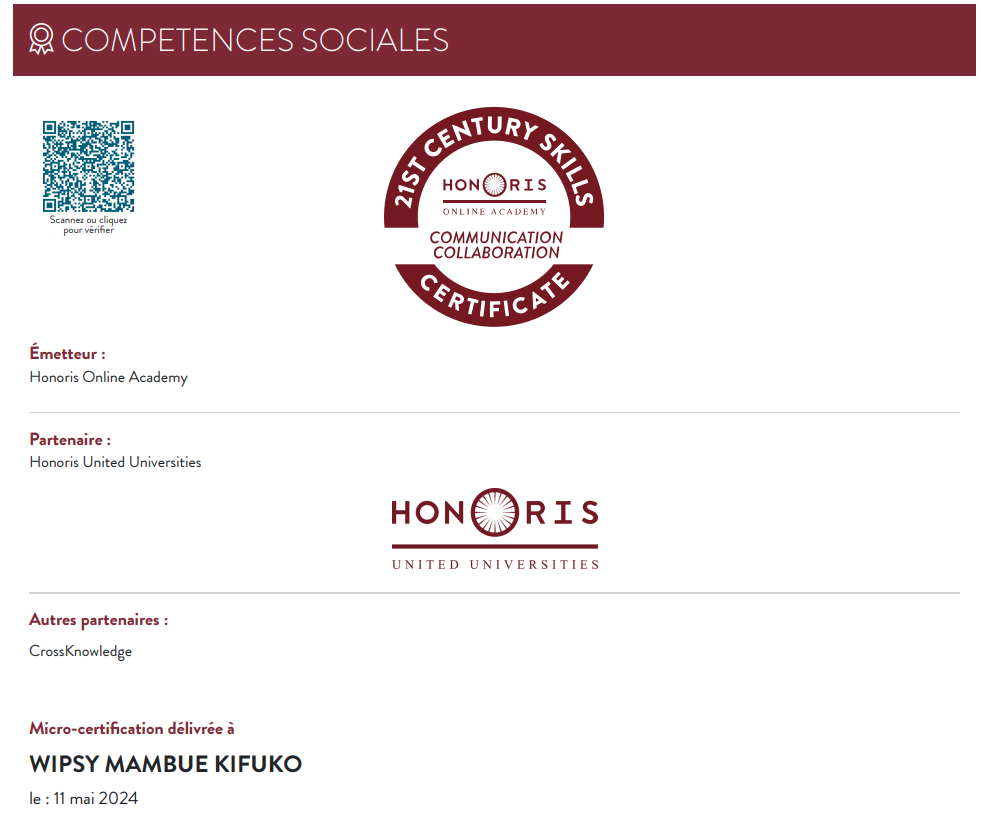 COMPETENCES SOCIALES
Scannez ou cliquez
pour vérifier
21ST CENTURY SKILLS
HONORIS
ONLINE ACADEMY
COMMUNICATION
COLLABORATION
CERTIFICATE
Émetteur :
Honoris Online Academy
Partenaire :
Honoris United Universities
HONORIS
UNITED UNIVERSITIES
Autres partenaires :
CrossKnowledge
Micro-certification délivrée à
WIPSY MAMBUE KIFUKO
le : 11 mai 2024